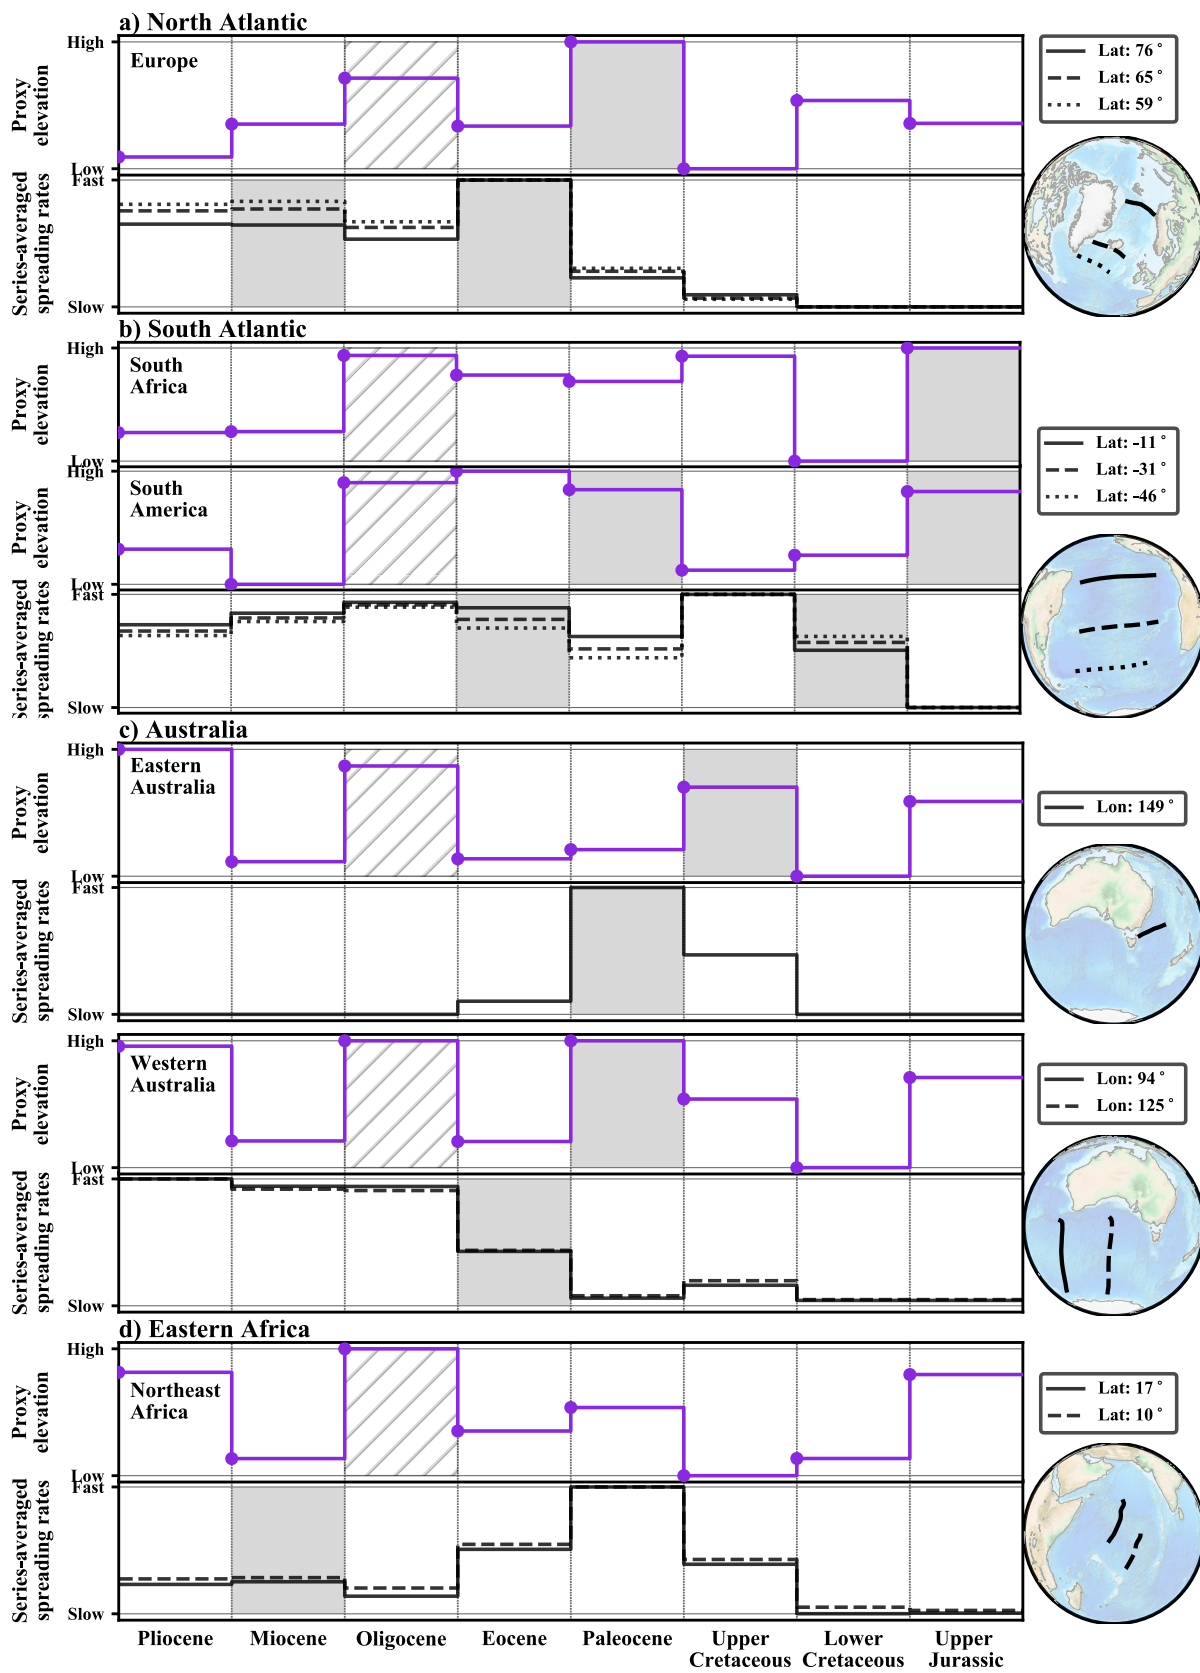 a) North Atlantic
High
Europe
Proxy
elevation
Low
Fast
Series-averaged
spreading rates
Slow
Lat: 76°
Lat: 65°
Lat: 59°
b) South Atlantic
High
South
Africa
Proxy
elevation
Low
High
South
America
Proxy
elevation
Low
Fast
Series-averaged
spreading rates
Slow
Lat: -11°
Lat: -31°
Lat: -46°
c) Australia
High
Eastern
Australia
Proxy
elevation
Low
Fast
Series-averaged
spreading rates
Slow
Lon: 149°
High
Western
Australia
Proxy
elevation
Low
Fast
Series-averaged
spreading rates
Slow
Lon: 94°
Lon: 125°
d) Eastern Africa
High
Northeast
Africa
Proxy
elevation
Low
Fast
Series-averaged
spreading rates
Slow
Lat: 17°
Lat: 10°
Pliocene Miocene Oligocene Eocene Paleocene Upper Lower Upper
Cretaceous Cretaceous Jurassic